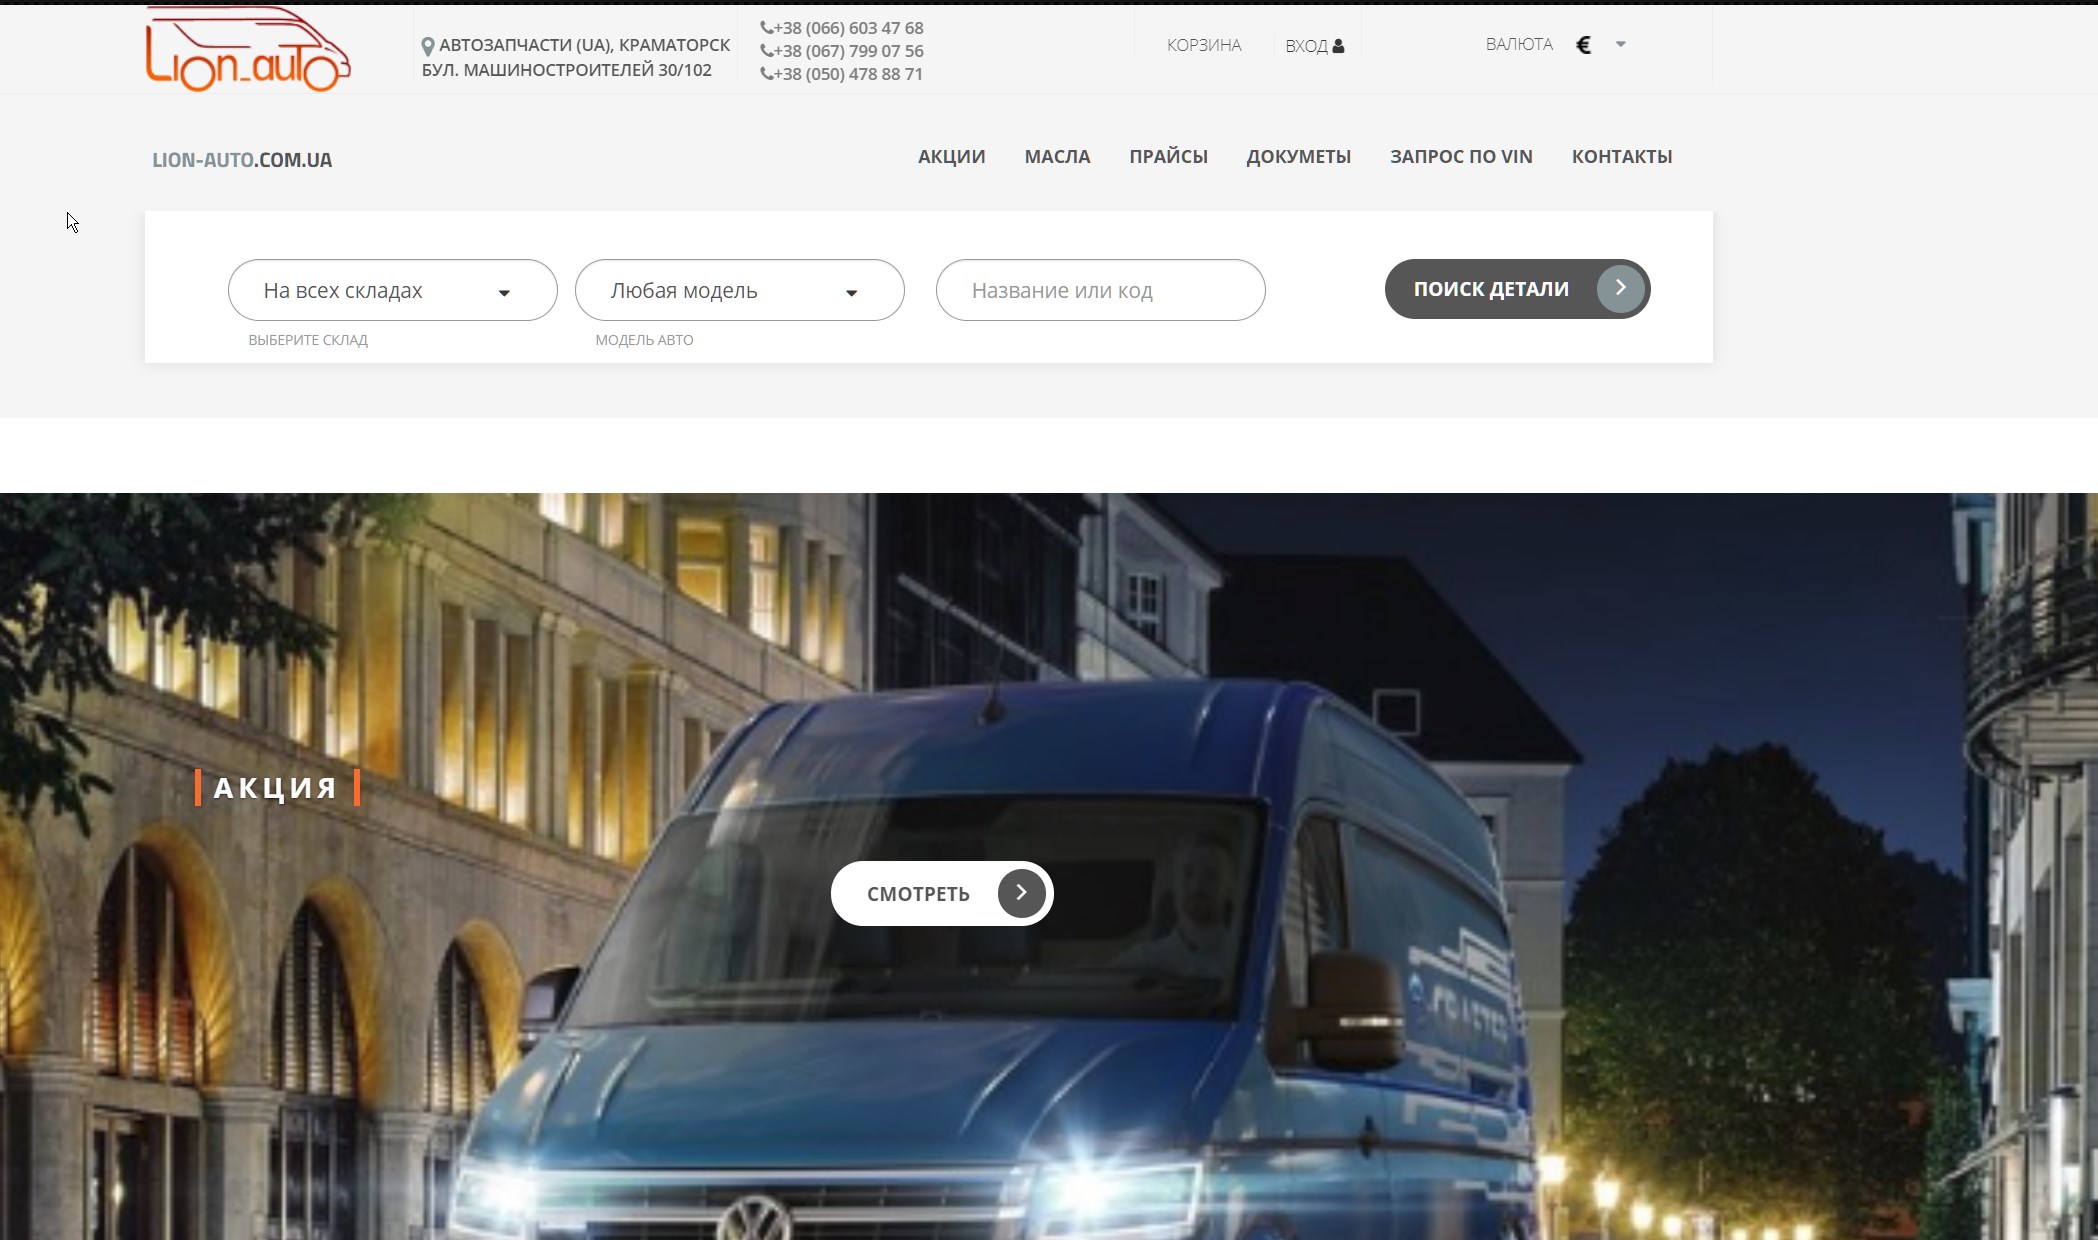 Lion_auto
АВТОЗАПЧАСТИ (UA), КРАМАТОРСК
БУЛ. МАШИНОСТРОИТЕЛЕЙ 30/102
+38 (066) 603 47 68
+38 (067) 799 07 56
+38 (050) 478 88 71
КОРЗИНА
ВХОД
ВАЛЮТА €
LION-AUTO.COM.UA
АКЦИИ МАСЛА ПРАЙСЫ ДОКУМЕТЫ ЗАПРОС ПО VIN КОНТАКТЫ
На всех складах
Любая модель
Название или код
ПОИСК ДЕТАЛИ
ВЫБЕРИТЕ СКЛАД
МОДЕЛЬ АВТО
АКЦИЯ
СМОТРЕТЬ